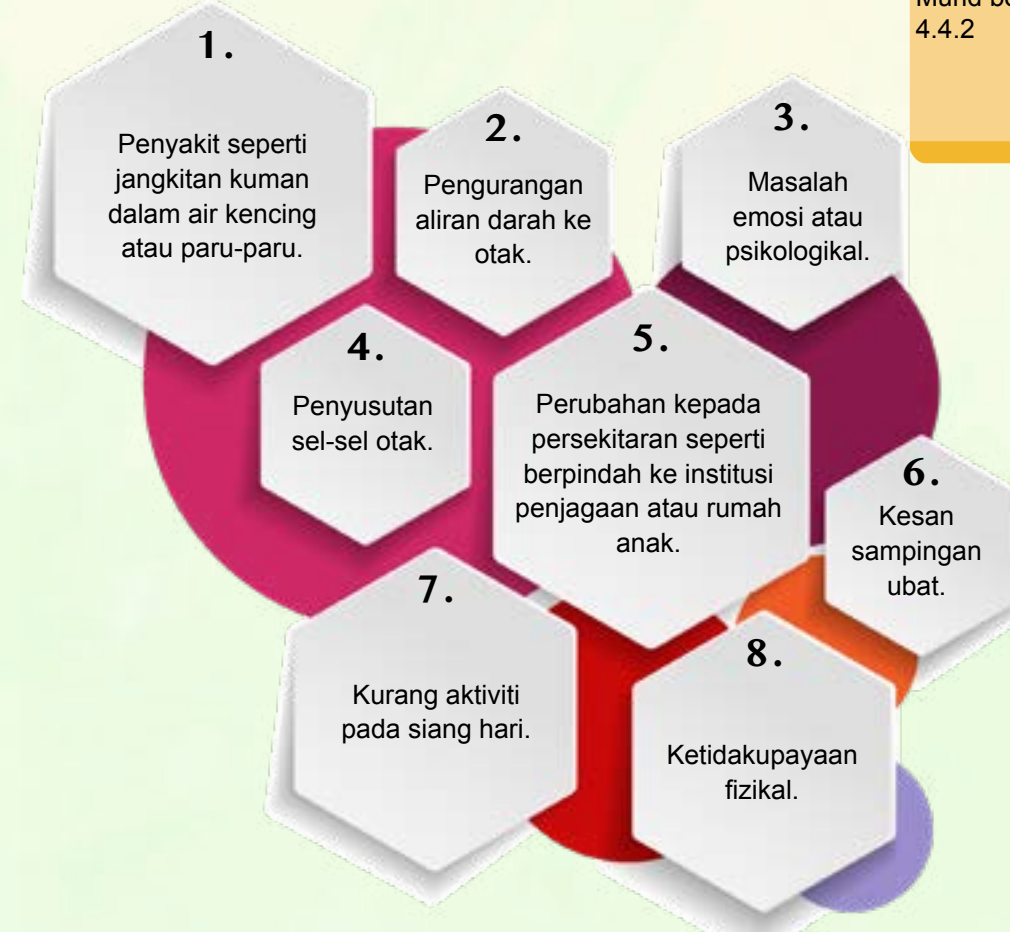 4.4.2
1.
Penyakit seperti
jangkitan kuman
dalam air kencing
atau paru-paru.
2.
Pengurangan
aliran darah ke
otak.
3.
Masalah
emosi atau
psikologikal.
4.
Penyusutan
sel-sel otak.
5.
Perubahan kepada
persekitaran seperti
berpindah ke institusi
penjagaan atau rumah
anak.
6.
Kesan
sampingan
ubat.
7.
Kurang aktiviti
pada siang hari.
8.
Ketidakupayaan
fizikal.